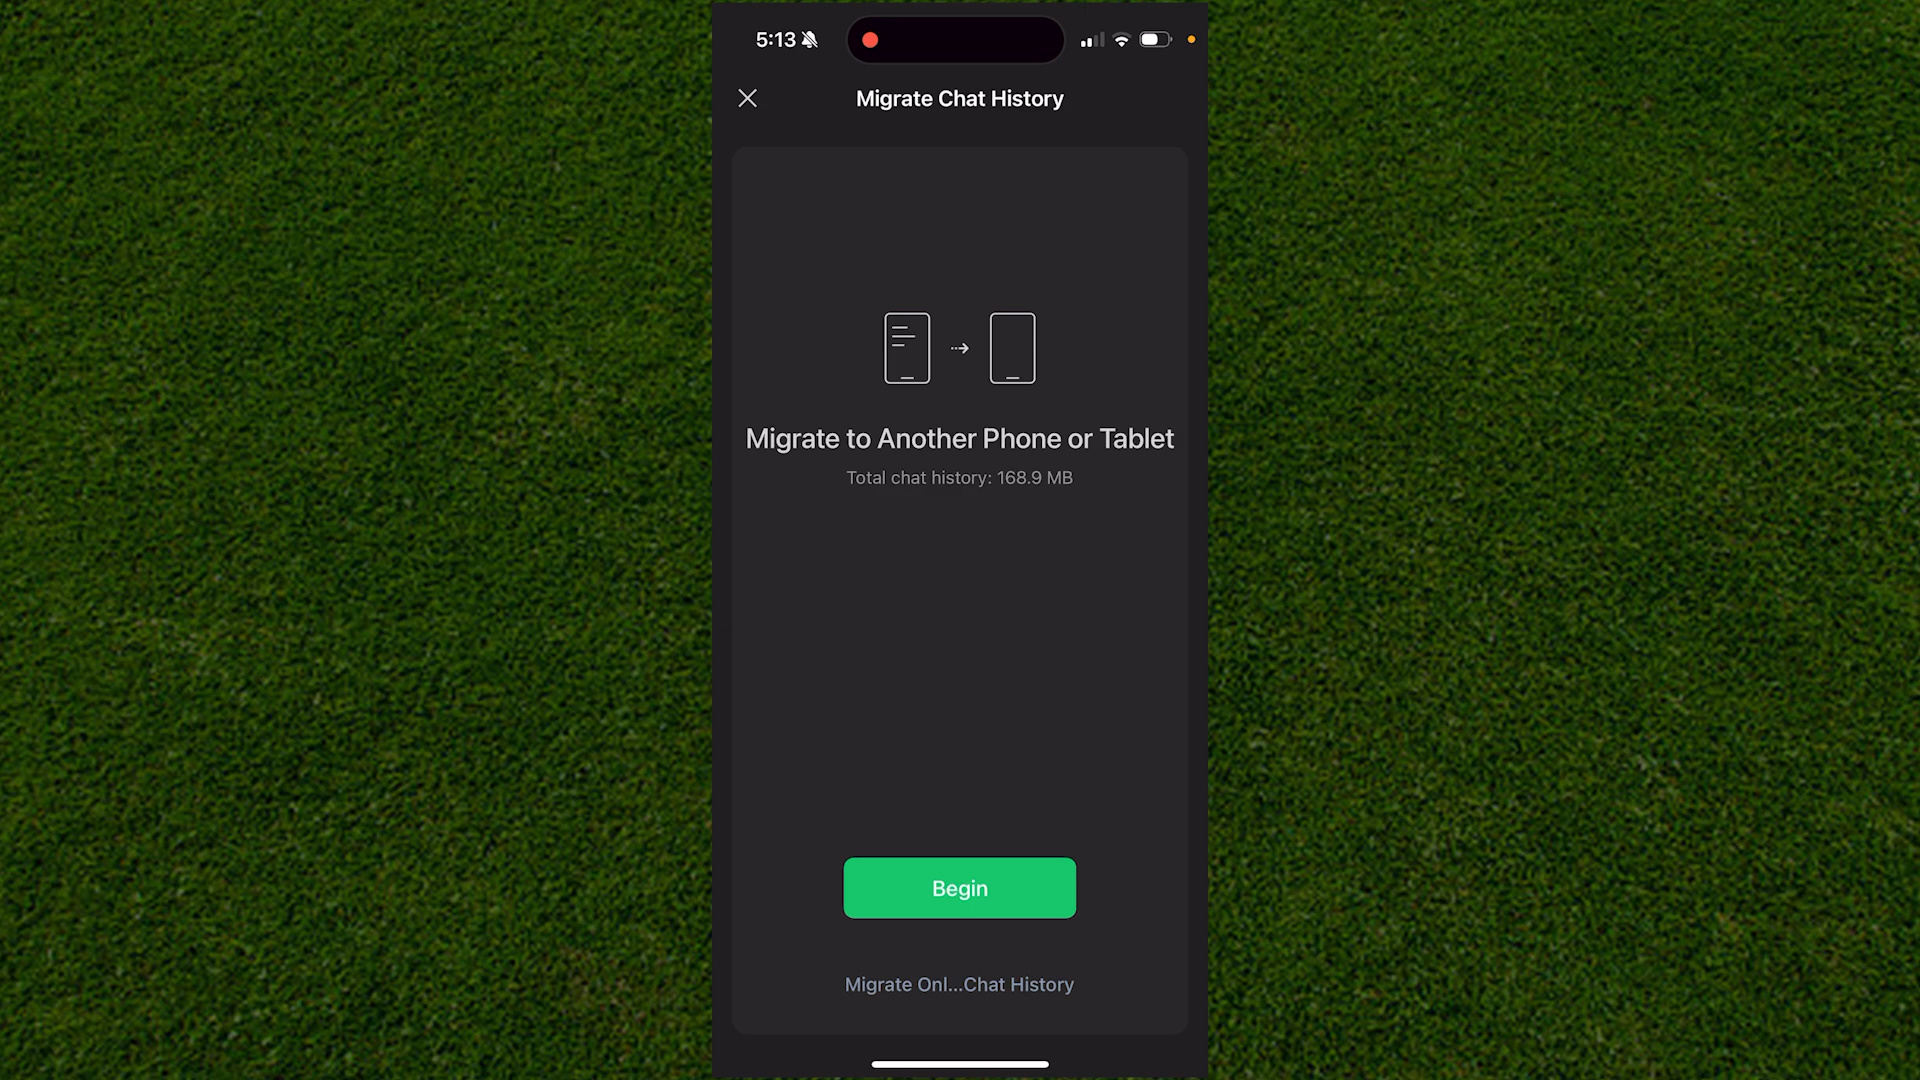 5:13
Migrate Chat History
Migrate to Another Phone or Tablet
Total chat history: 168.9 MB
Begin
Migrate Onl...Chat History